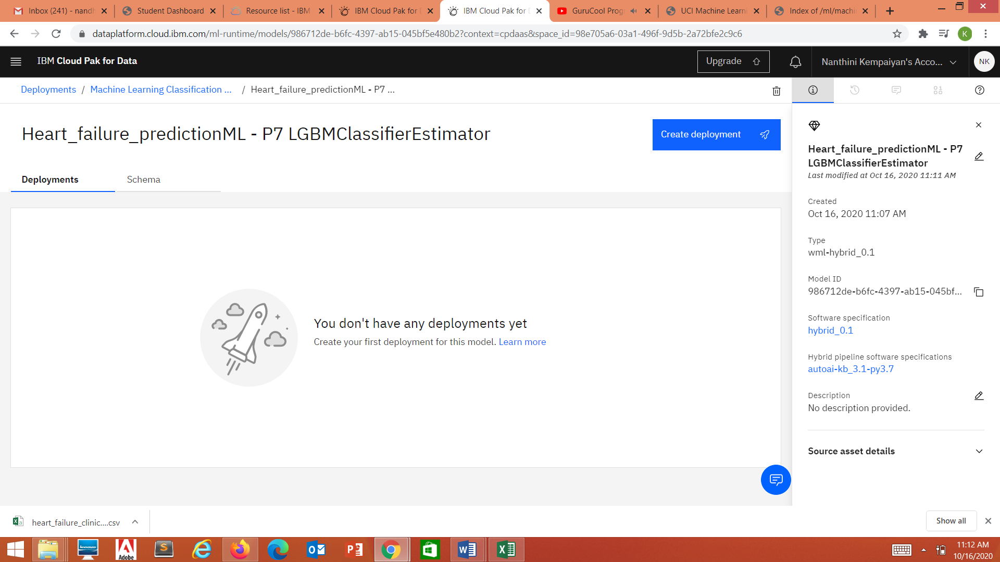 Inbox (241) - nandh
Student Dashboard
Resource list - IBM
IBM Cloud Pak for D
IBM Cloud Pak for D
GuruCool Prog
UCI Machine Learni
Index of /ml/machi
dataplatform.cloud.ibm.com/ml-runtime/models/986712de-b6fc-4397-ab15-045bf5e480b2?context=cpdaas&space_id=98e705a6-03a1-496f-9d5b-2a72bfe2c9c6
K
IBM Cloud Pak for Data
Upgrade
Nanthini Kempaiyan's Acco...
NK
Deployments / Machine Learning Classification ... / Heart_failure_predictionML - P7 ...
Heart_failure_predictionML - P7 LGBMClassifierEstimator
Create deployment
Deployments
Schema
You don't have any deployments yet
Create your first deployment for this model. Learn more
Heart_failure_predictionML - P7
LGBMClassifierEstimator
Last modified at Oct 16, 2020 11:11 AM
Created
Oct 16, 2020 11:07 AM
Type
wml-hybrid_0.1
Model ID
986712de-b6fc-4397-ab15-045bf...
Software specification
hybrid_0.1
Hybrid pipeline software specifications
autoai-kb_3.1-py3.7
Description
No description provided.
Source asset details
heart_failure_clinic....csv
Show all
Adobe
11:12 AM
10/16/2020